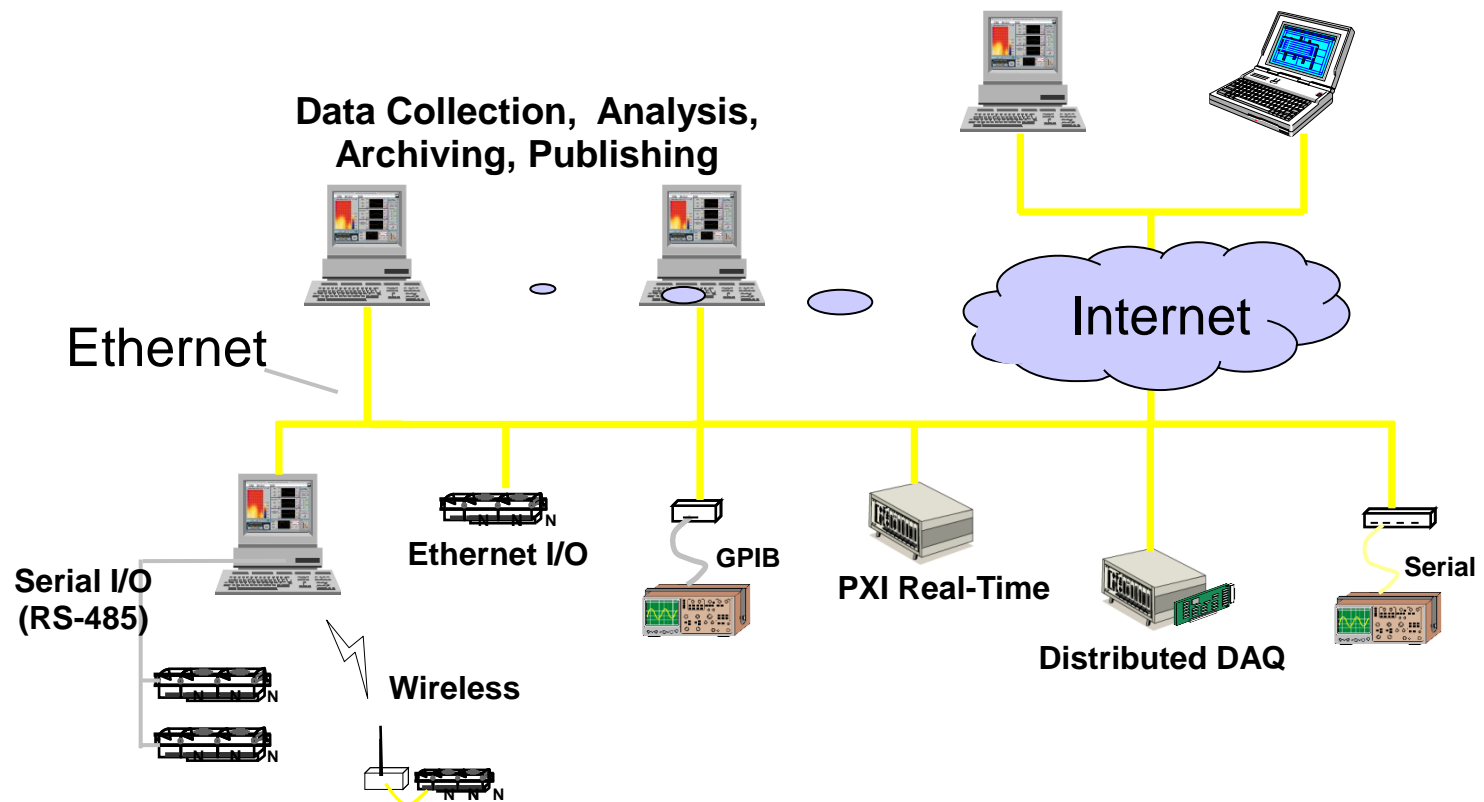 Data Collection, Analysis,
Archiving, Publishing
Internet
Ethernet
N N N N
Ethernet I/O
GPIB
PXI Real-Time
Serial
Serial I/O
(RS-485)
Distributed DAQ
Wireless
N N N N
N N N N
N N N